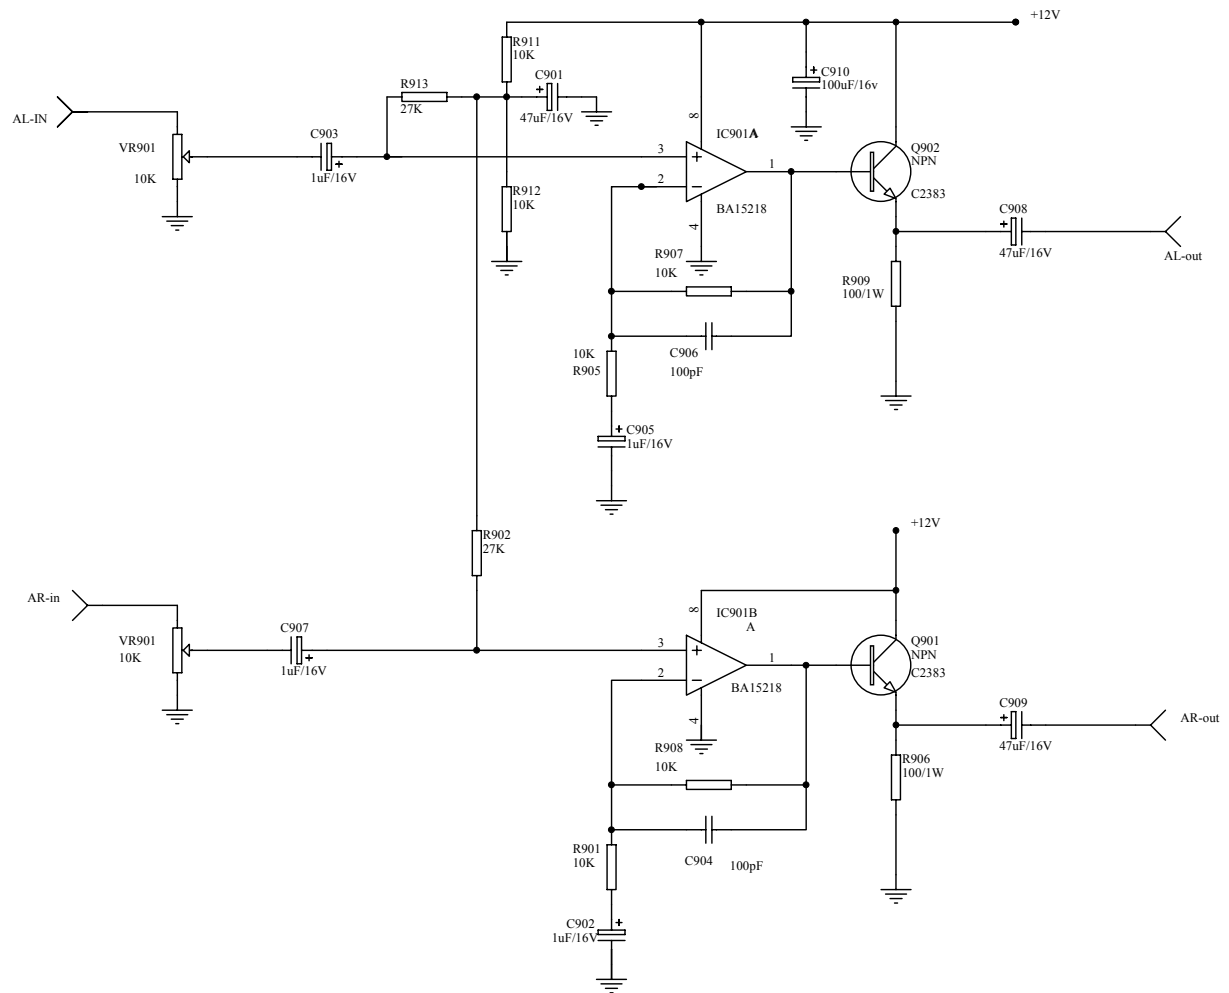 +12V
R911
10K
C901
+
47uF/16V
C910
+
100uF/16v
R913
27K
AL-IN
VR901
10K
C903
+
1uF/16V
8
IC901A
3
+
1
2
−
BA15218
4
Q902
NPN
C2383
R912
10K
C908
+
47uF/16V
AL-out
R907
10K
R909
100/1W
C906
100pF
10K
R905
+
C905
1uF/16V
R902
27K
+12V
AR-in
VR901
10K
C907
+
1uF/16V
8
IC901B
A
3
+
1
2
−
BA15218
4
Q901
NPN
C2383
C909
+
47uF/16V
AR-out
R908
10K
R906
100/1W
R901
10K
C904
100pF
C902
+
1uF/16V